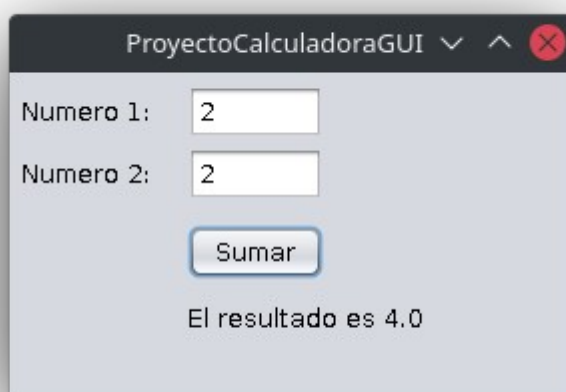 ProyectoCalculadoraGUI
Numero 1: 2
Numero 2: 2
Sumar
El resultado es 4.0